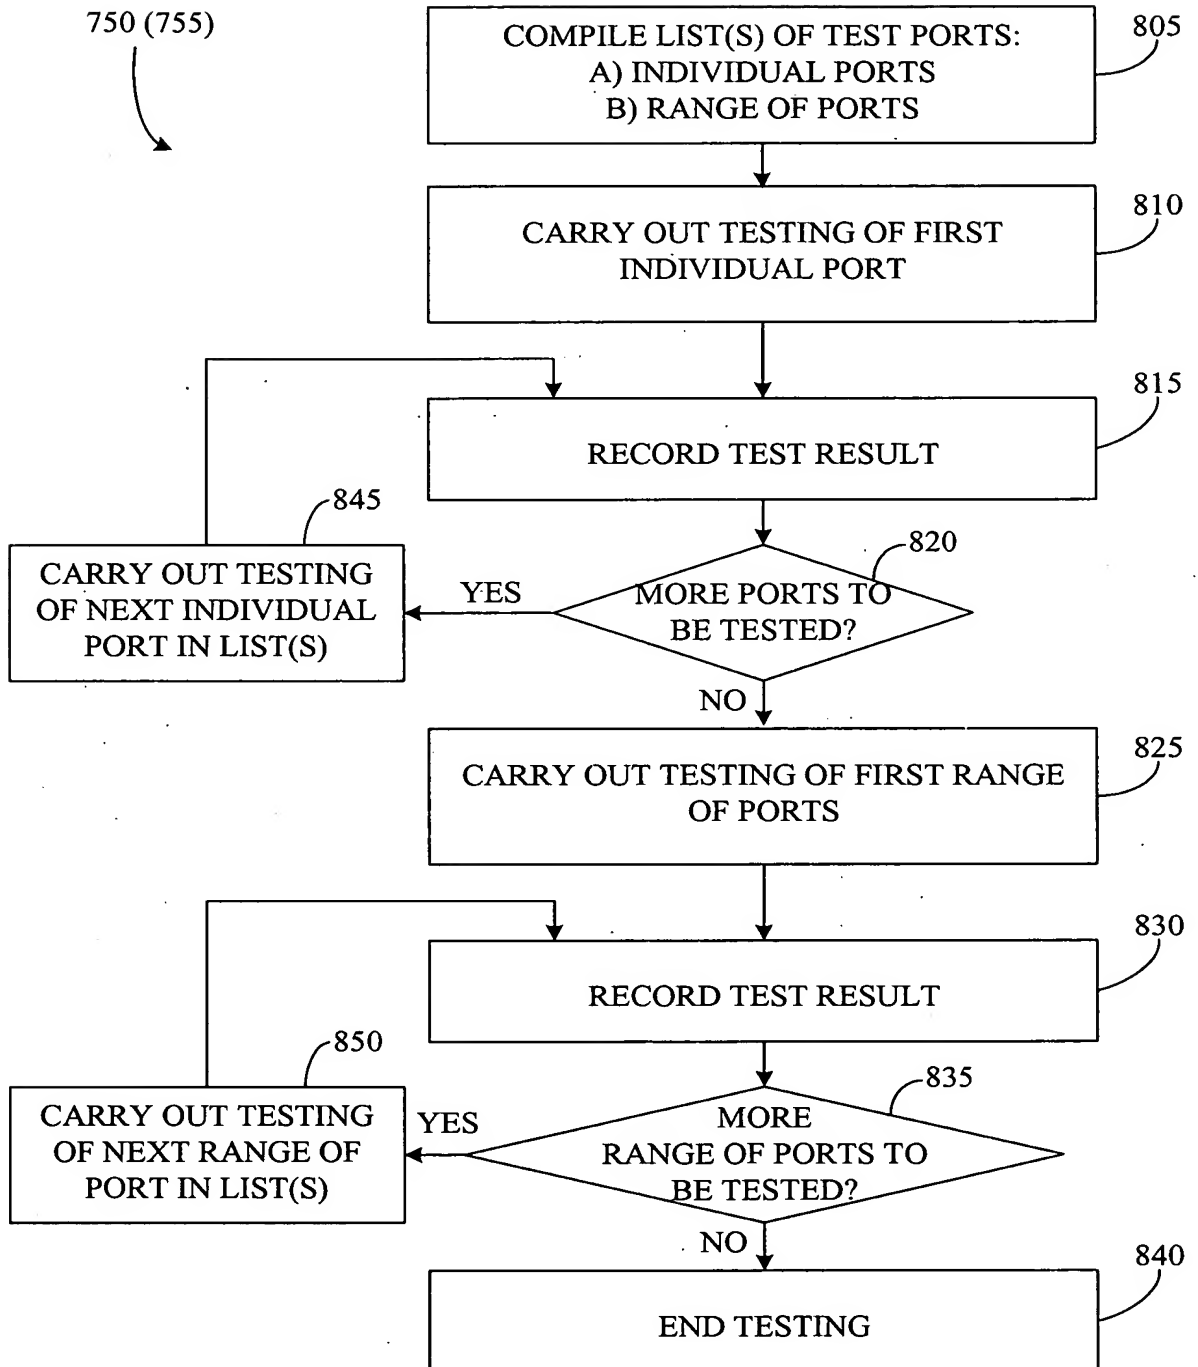 750 (755)
COMPILE LIST(S) OF TEST PORTS:
A) INDIVIDUAL PORTS
B) RANGE OF PORTS
805
CARRY OUT TESTING OF FIRST
INDIVIDUAL PORT
810
RECORD TEST RESULT
815
845
CARRY OUT TESTING
OF NEXT INDIVIDUAL
PORT IN LIST(S)
YES
MORE PORTS TO
BE TESTED?
820
NO
CARRY OUT TESTING OF FIRST RANGE
OF PORTS
825
RECORD TEST RESULT
830
850
CARRY OUT TESTING
OF NEXT RANGE OF
PORT IN LIST(S)
YES
MORE
RANGE OF PORTS TO
BE TESTED?
835
NO
END TESTING
840